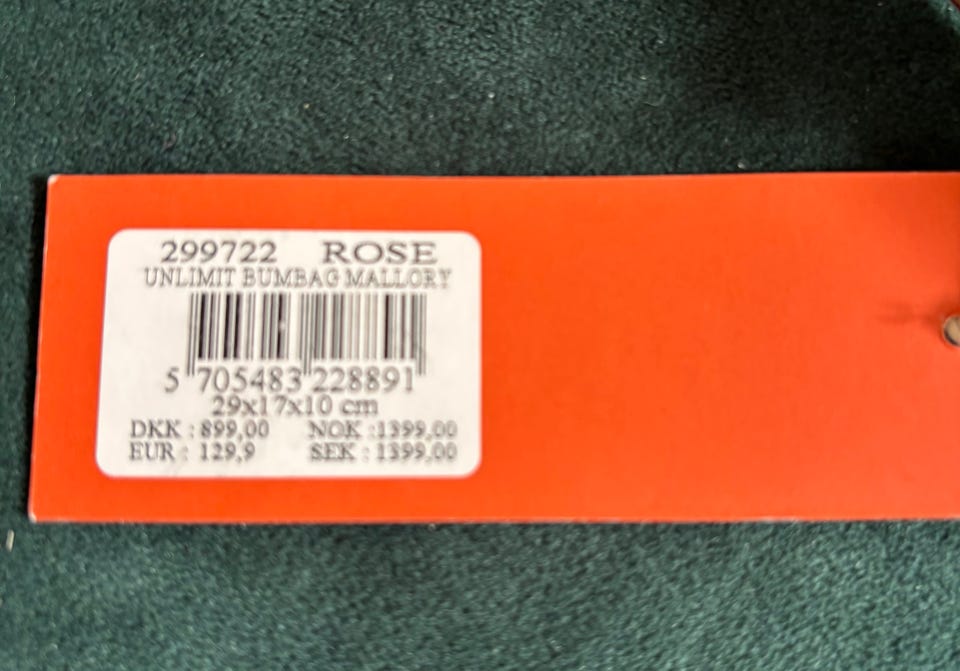 299722 ROSE
UNLIMIT BUMBAG MALLORY
5 705483 228891
29x17x10 cm
DKK : 899,00 NOK :1399,00
EUR : 129,9 SEK : 1399,00